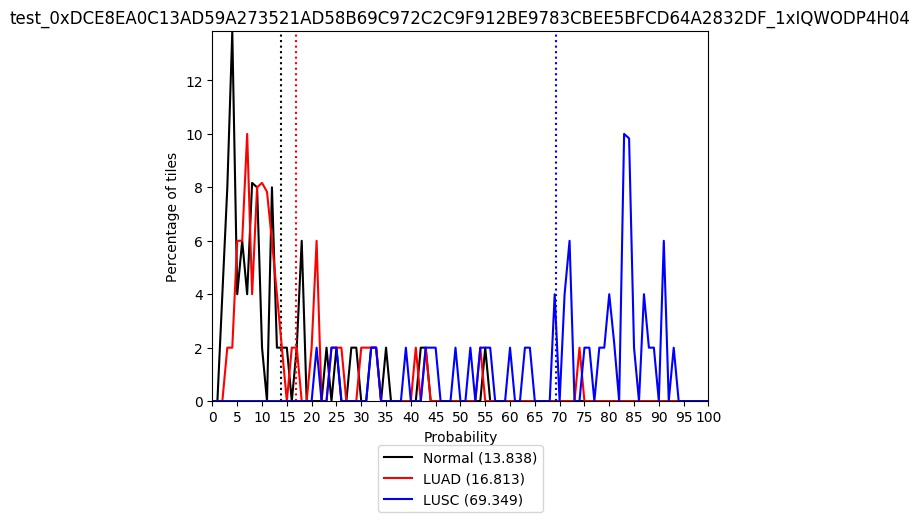 test_0xDCE8EA0C13AD59A273521AD58B69C972C2C9F912BE9783CBEE5BFCD64A2832DF_1xIQWODP4H04
12
10
8
6
4
2
0
Percentage of tiles
0 5 10 15 20 25 30 35 40 45 50 55 60 65 70 75 80 85 90 95 100
Probability
Normal (13.838)
LUAD (16.813)
LUSC (69.349)